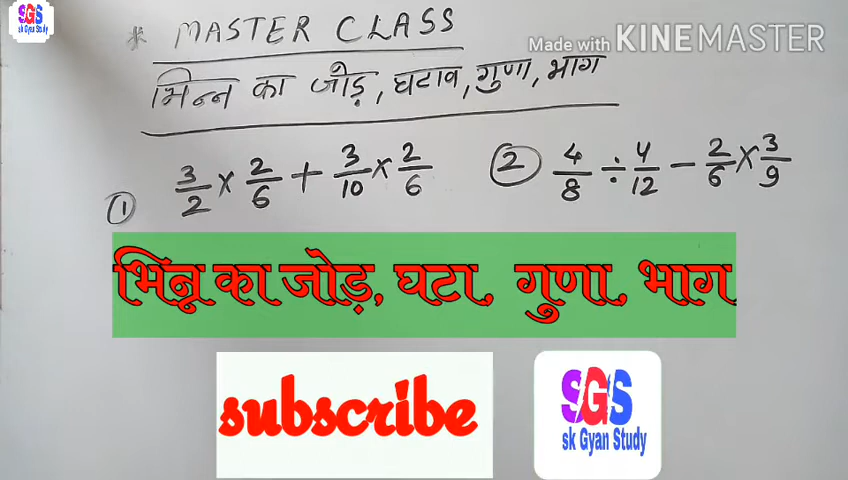 SGS
sk Gyan Study
* MASTER CLASS
Made with KINEMASTER
भिन्न का जोड़, घटाव, गुणा, भाग
① 3/2 × 2/6 + 3/10 × 2/6
② 4/8 ÷ 4/12 − 2/6 × 3/9
भिन्न का जोड़, घटा, गुणा, भाग
subscribe
SGS
sk Gyan Study